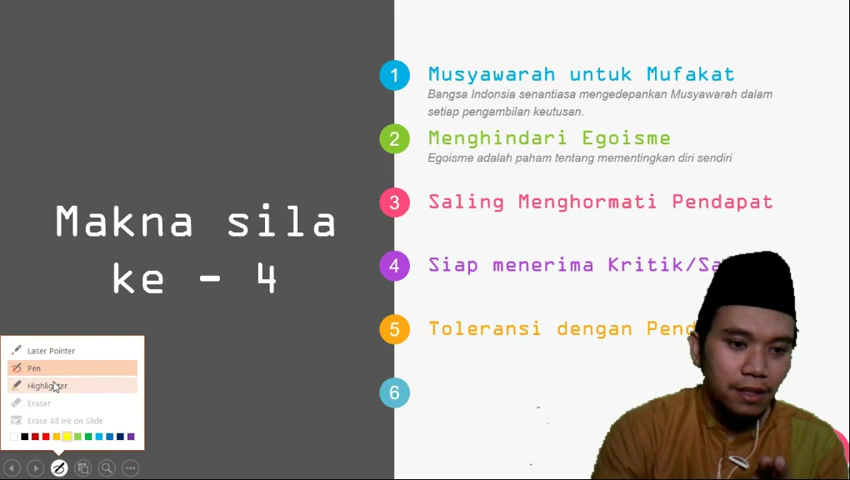 Makna sila
ke - 4
1
Musyawarah untuk Mufakat
Bangsa Indonsia senantiasa mengedepankan Musyawarah dalam
setiap pengambilan keutusan.
2
Menghindari Egoisme
Egoisme adalah paham tentang mementingkan diri sendiri
3
Saling Menghormati Pendapat
4
Siap menerima Kritik/Sa
5
Toleransi dengan Pend
6
Laser Pointer
Pen
Highlighter
Eraser
Erase All Ink on Slide